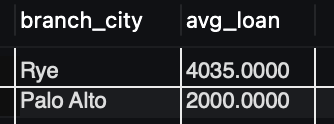 branch_city avg_loan
Rye 4035.0000
Palo Alto 2000.0000